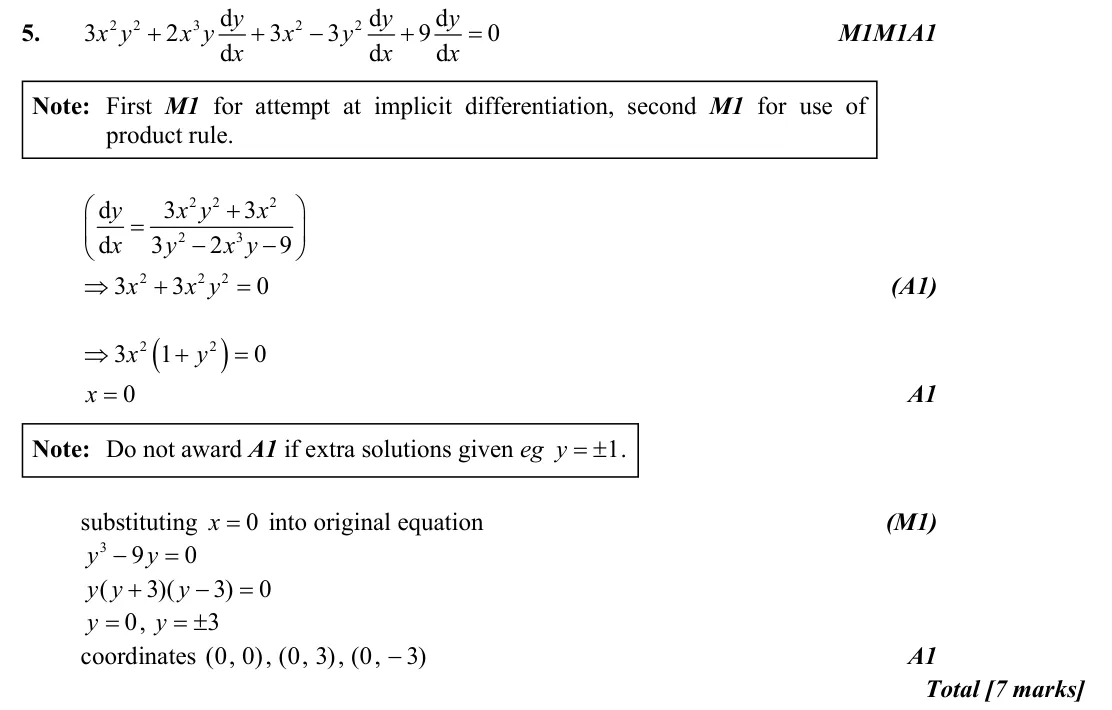 5. 3x²y² + 2x³y dy/dx + 3x² − 3y² dy/dx + 9 dy/dx = 0 M1M1A1
Note: First M1 for attempt at implicit differentiation, second M1 for use of
product rule.
(dy/dx = (3x²y² + 3x²)/(3y² − 2x³y − 9))
⇒ 3x² + 3x²y² = 0 (A1)
⇒ 3x²(1 + y²) = 0
x = 0 A1
Note: Do not award A1 if extra solutions given eg y = ±1.
substituting x = 0 into original equation (M1)
y³ − 9y = 0
y(y + 3)(y − 3) = 0
y = 0, y = ±3
coordinates (0, 0), (0, 3), (0, − 3) A1
Total [7 marks]